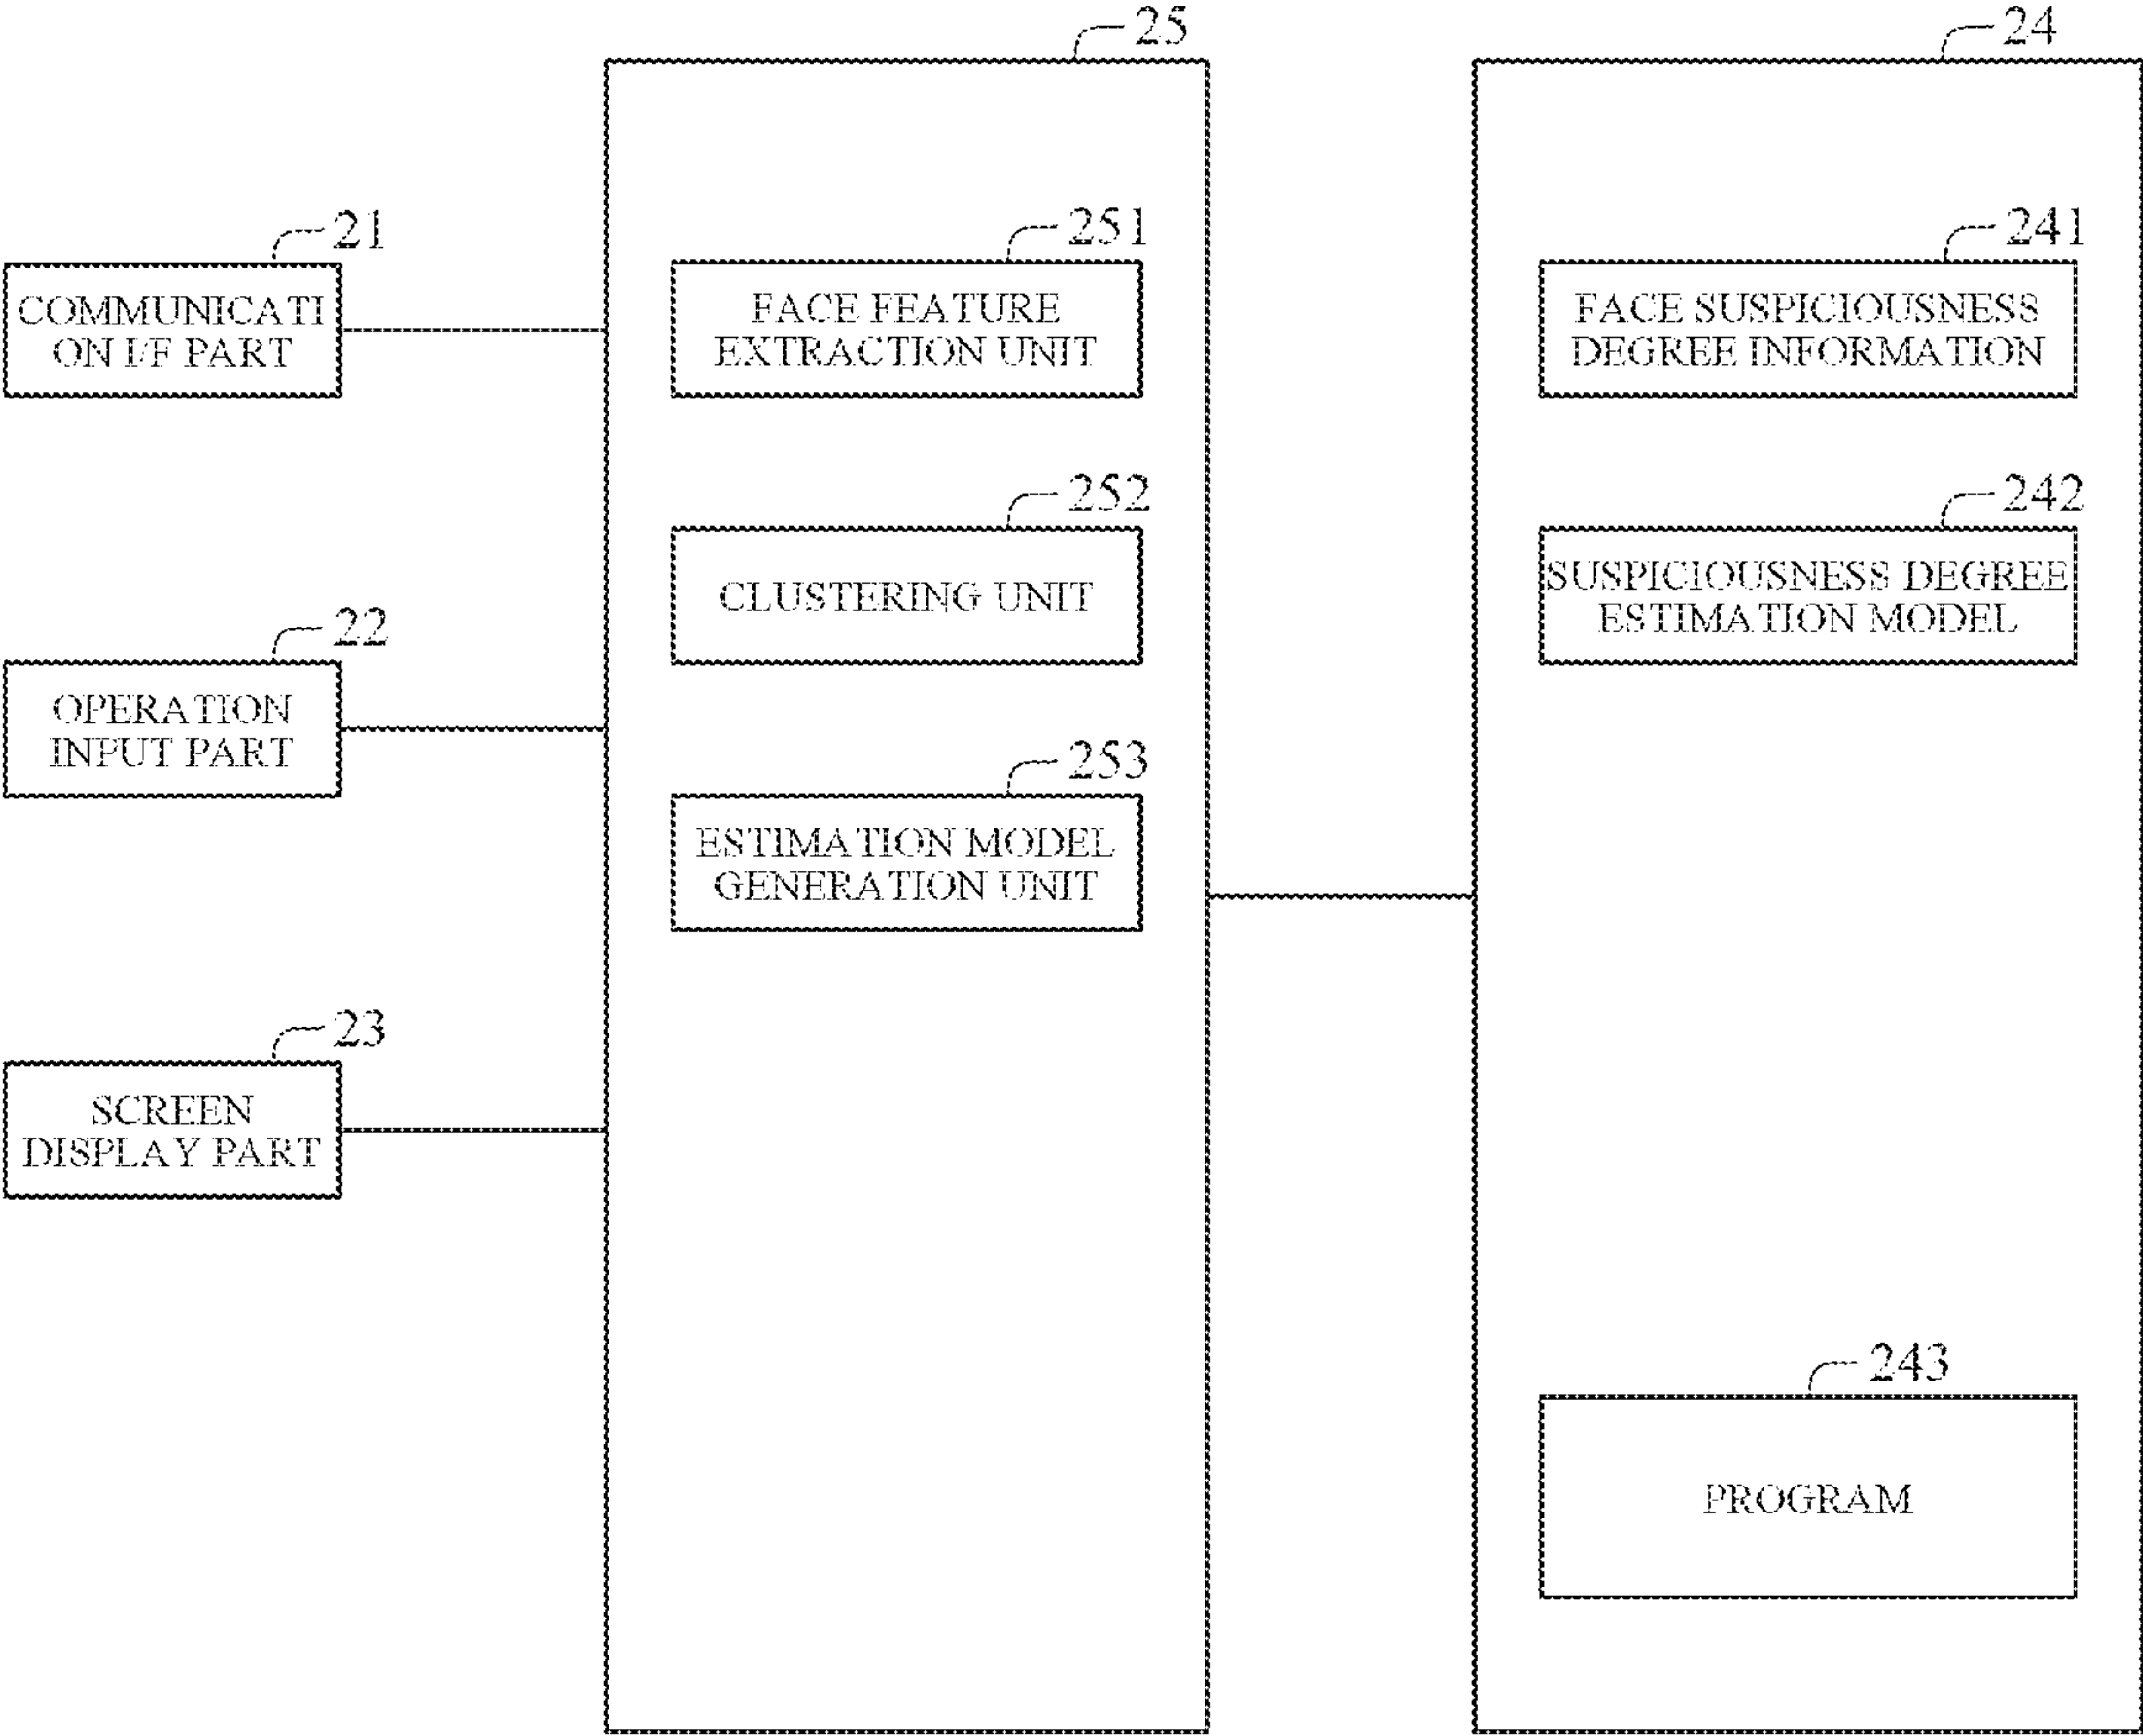 25
24
21
COMMUNICATI
ON I/F PART
251
FACE FEATURE
EXTRACTION UNIT
241
FACE SUSPICIOUSNESS
DEGREE INFORMATION
252
CLUSTERING UNIT
242
SUSPICIOUSNESS DEGREE
ESTIMATION MODEL
22
OPERATION
INPUT PART
253
ESTIMATION MODEL
GENERATION UNIT
23
SCREEN
DISPLAY PART
243
PROGRAM